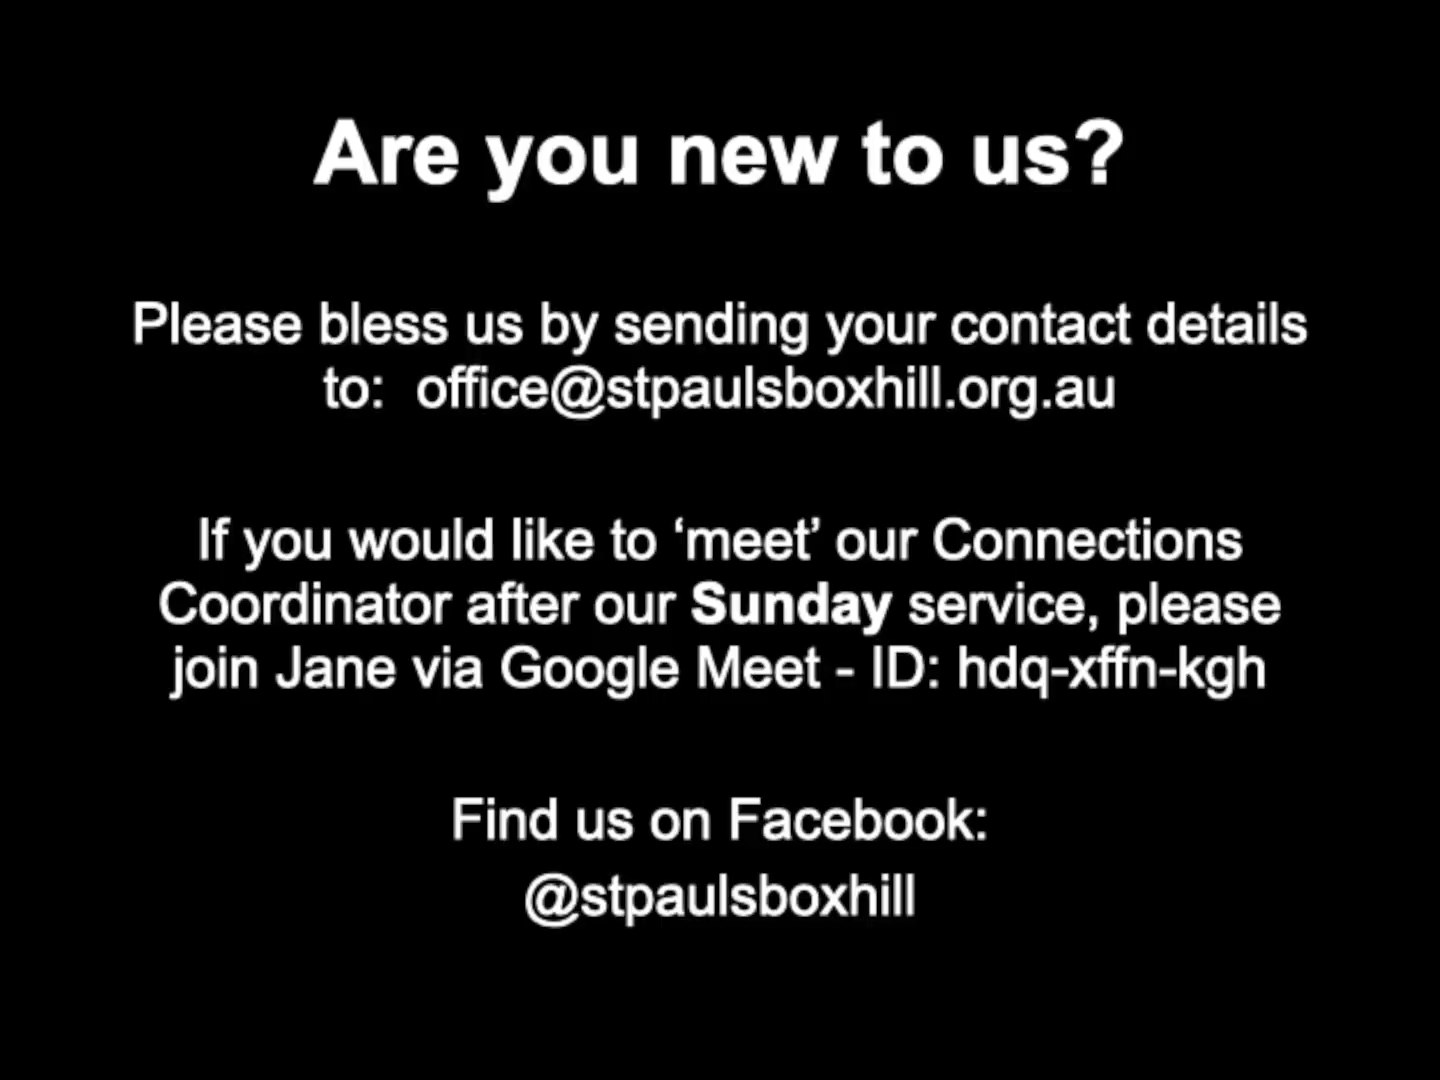 Are you new to us?
Please bless us by sending your contact details
to:  office@stpaulsboxhill.org.au
If you would like to ‘meet’ our Connections
Coordinator after our Sunday service, please
join Jane via Google Meet - ID: hdq-xffn-kgh
Find us on Facebook:
@stpaulsboxhill